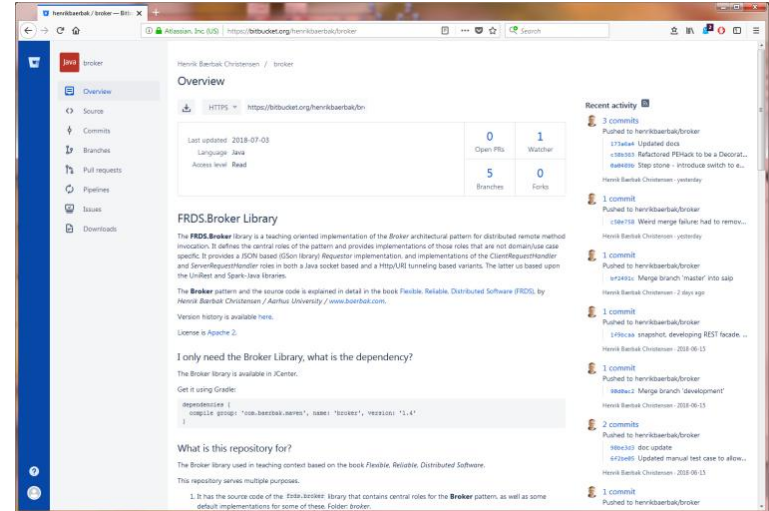 henrikbaerbak / broker — Bitb
Atlassian, Inc. (US)
https://bitbucket.org/henrikbaerbak/broker
Search
Java
broker
Overview
Source
Commits
Branches
Pull requests
Pipelines
Issues
Downloads
Henrik Bærbak Christensen / broker
Overview
HTTPS
https://bitbucket.org/henrikbaerbak/bro
Last updated 2018-07-03
Language Java
Access level Read
0
Open PRs
1
Watcher
5
Branches
0
Forks
FRDS.Broker Library
The FRDS.Broker library is a teaching oriented implementation of the Broker architectural pattern for distributed remote method
invocation. It defines the central roles of the pattern and provides implementations of those roles that are not domain/use case
specific. It provides a JSON based (GSon library) Requestor implementation, and implementations of the ClientRequestHandler
and ServerRequestHandler roles in both a Java socket based and a Http/URI tunneling based variants. The latter us based upon
the UniRest and Spark-Java libraries.
The Broker pattern and the source code is explained in detail in the book Flexible, Reliable, Distributed Software (FRDS), by
Henrik Bærbak Christensen / Aarhus University / www.baerbak.com.
Version history is available here.
License is Apache 2.
I only need the Broker Library, what is the dependency?
The Broker library is available in JCenter.
Get it using Gradle:
dependencies {
compile group: 'com.baerbak.maven', name: 'broker', version: '1.4'
}
What is this repository for?
The Broker library used in teaching context based on the book Flexible, Reliable, Distributed Software.
This repository serves multiple purposes.
1. It has the source code of the frds.broker library that contains central roles for the Broker pattern, as well as some
default implementations for some of these. Folder: broker.
Recent activity
3 commits
Pushed to henrikbaerbak/broker
Updated docs
Refactored PEHack to be a Decorat...
Step stone - introduce switch to e...
Henrik Bærbak Christensen · yesterday
1 commit
Pushed to henrikbaerbak/broker
Weird merge failure; had to remov...
Henrik Bærbak Christensen · yesterday
1 commit
Pushed to henrikbaerbak/broker
Merge branch 'master' into saip
Henrik Bærbak Christensen · 2 days ago
1 commit
Pushed to henrikbaerbak/broker
snapshot, developing REST facade. ...
Henrik Bærbak Christensen · 2018-06-15
1 commit
Pushed to henrikbaerbak/broker
Merge branch 'development'
Henrik Bærbak Christensen · 2018-06-15
2 commits
Pushed to henrikbaerbak/broker
doc update
Updated manual test case to allow...
Henrik Bærbak Christensen · 2018-06-15
1 commit
Pushed to henrikbaerbak/broker